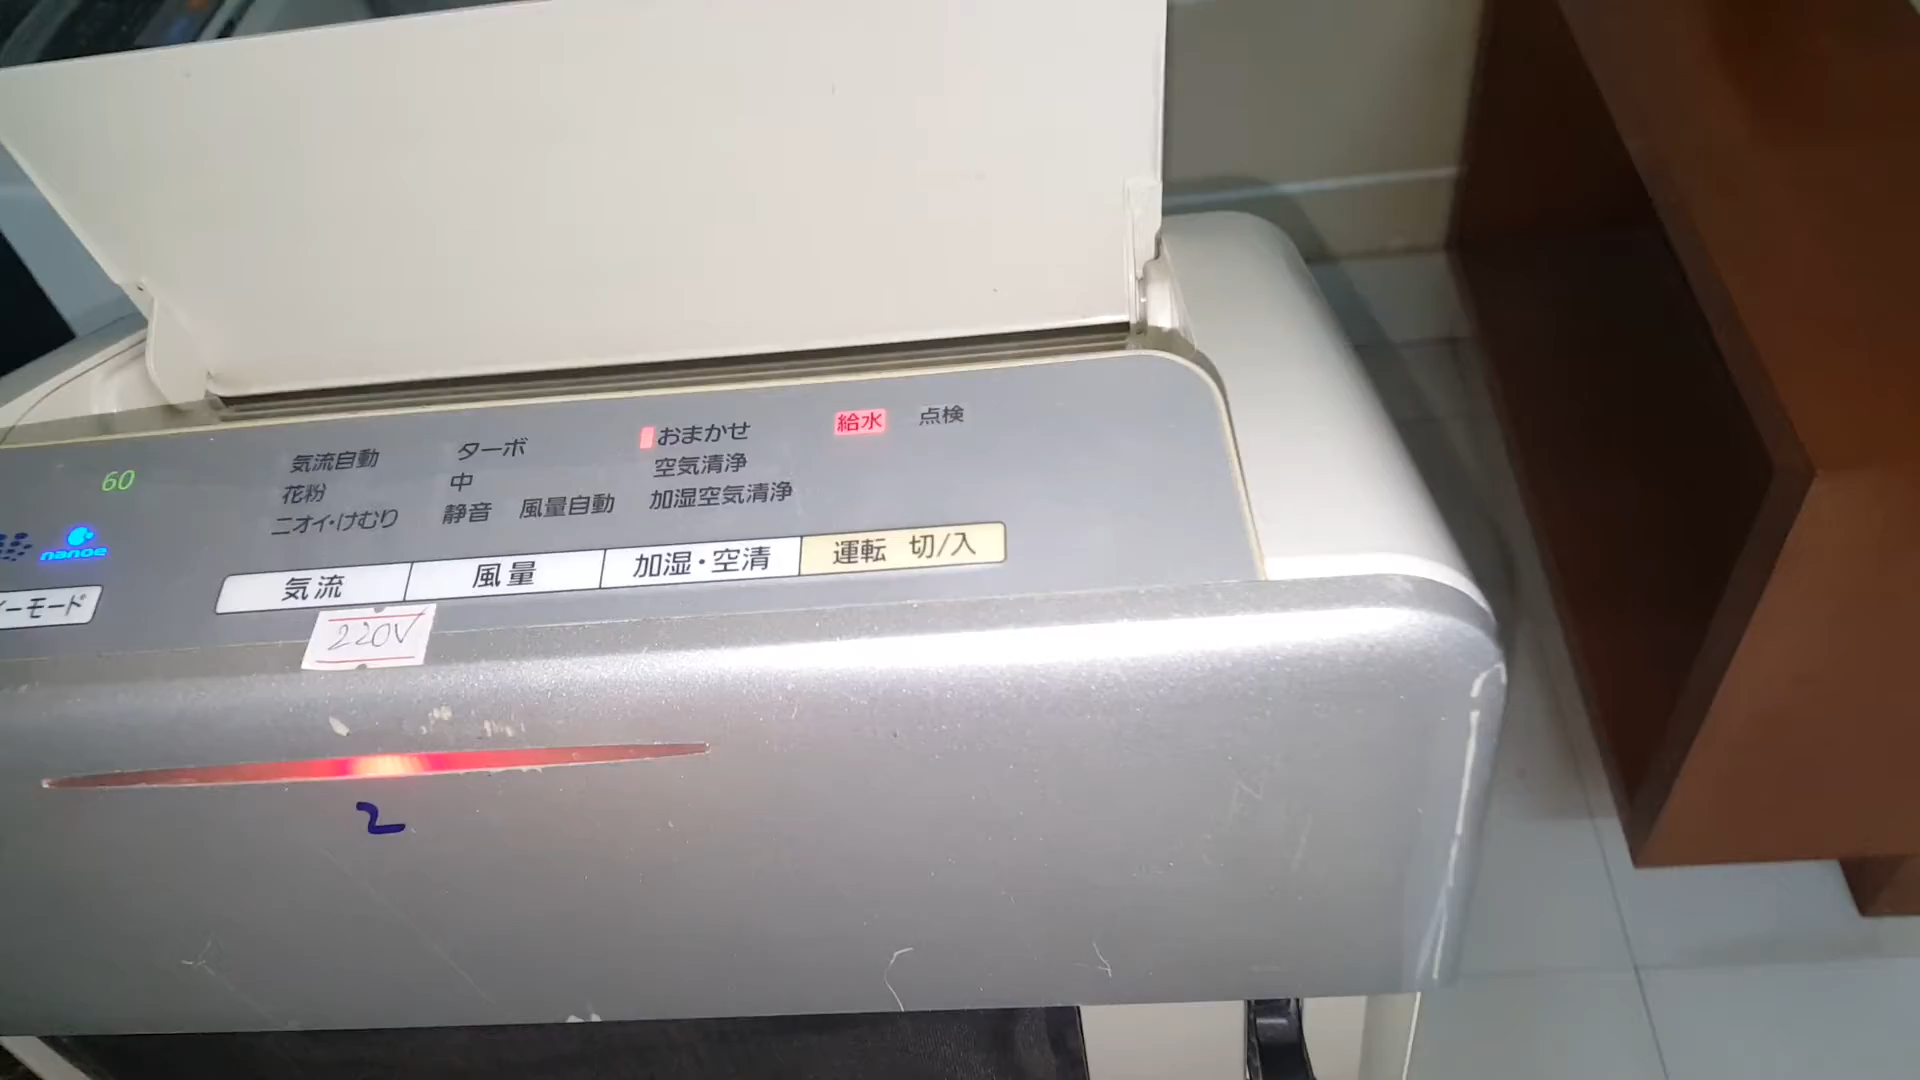 気流自動 ターボ おまかせ 給水 点検
60 花粉 中 空気清浄
ニオイ・けむり 静音 風量自動 加湿空気清浄
nanoe
ーモード 気流 風量 加湿・空清 運転 切/入
220V
2